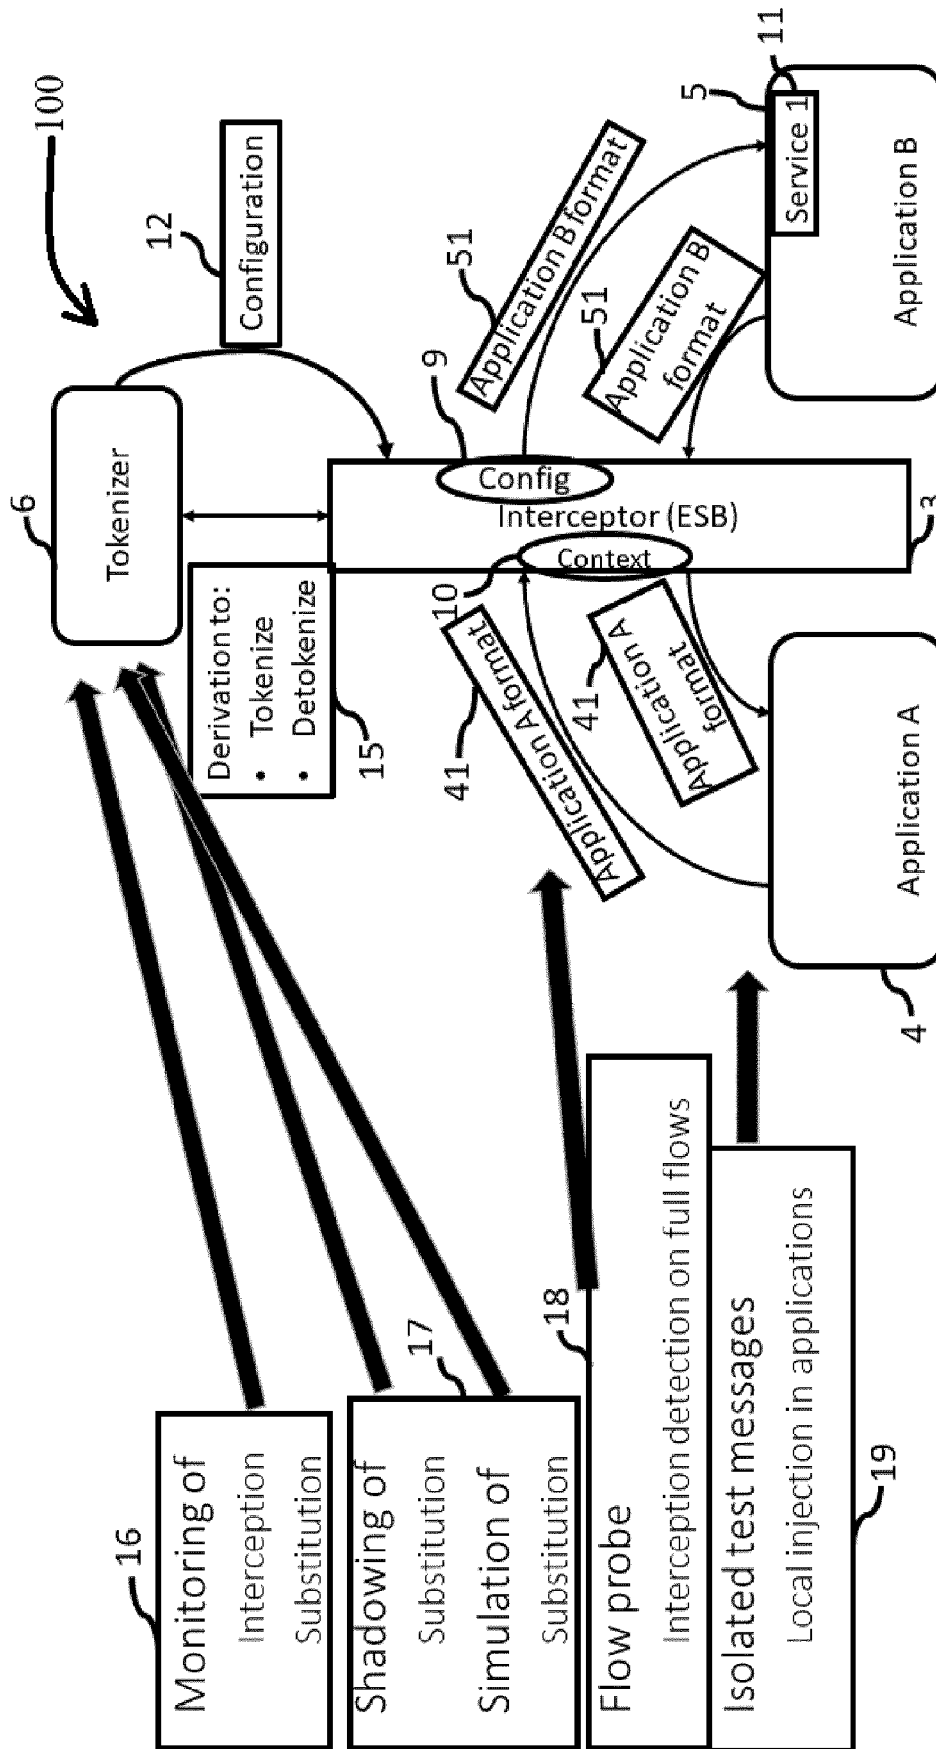 100
6
Tokenizer
12
Configuration
Derivation to:
• Tokenize
• Detokenize
15
16
Monitoring of
Interception
Substitution
17
Shadowing of
Substitution
Simulation of
Substitution
9
Config
Interceptor (ESB)
10
Context
3
41
Application A format
41
Application A
format
51
Application B format
51
Application B
format
18
Flow probe
Interception detection on full flows
Isolated test messages
Local injection in applications
19
4
Application A
5
11
Service 1
Application B